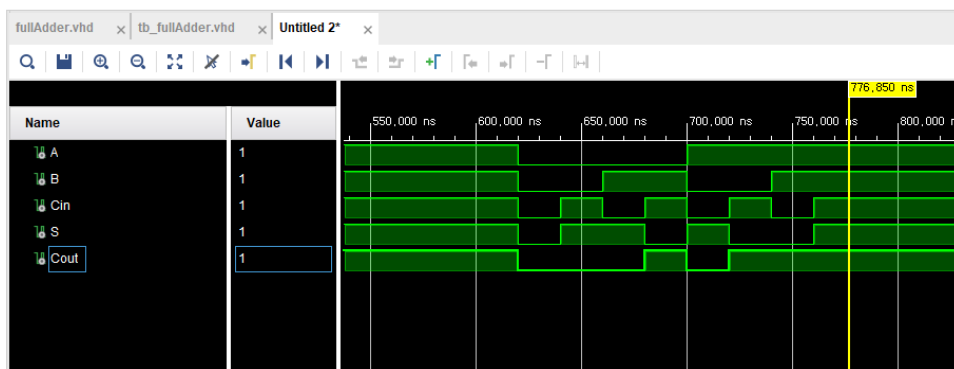 fullAdder.vhd × tb_fullAdder.vhd × Untitled 2* ×
776,850 ns
Name Value
550,000 ns 600,000 ns 650,000 ns 700,000 ns 750,000 ns 800,000 n
A 1
B 1
Cin 1
S 1
Cout 1